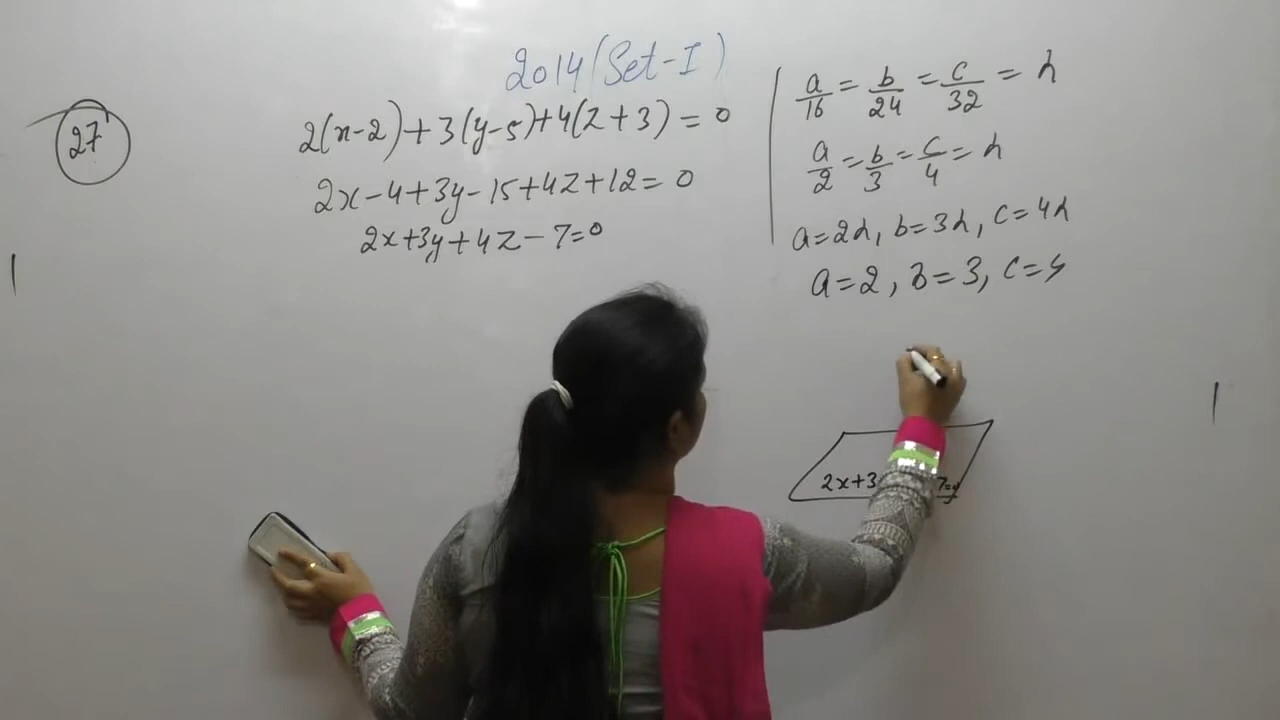 2014 (Set-I)
27
2(x-2)+3(y-5)+4(z+3)=0
2x-4+3y-15+4z+12=0
2x+3y+4z-7=0
a/16 = b/24 = c/32 = λ
a/2 = b/3 = c/4 = λ
a=2λ, b=3λ, c=4λ
a=2, b=3, c=4
2x+3